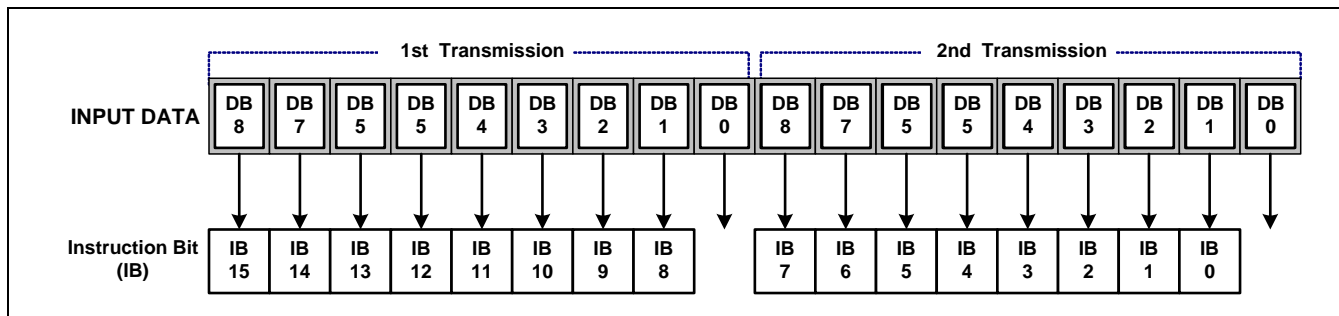 1st Transmission 2nd Transmission
INPUT DATA DB 8 DB 7 DB 5 DB 5 DB 4 DB 3 DB 2 DB 1 DB 0 DB 8 DB 7 DB 5 DB 5 DB 4 DB 3 DB 2 DB 1 DB 0
Instruction Bit (IB) IB 15 IB 14 IB 13 IB 12 IB 11 IB 10 IB 9 IB 8 IB 7 IB 6 IB 5 IB 4 IB 3 IB 2 IB 1 IB 0